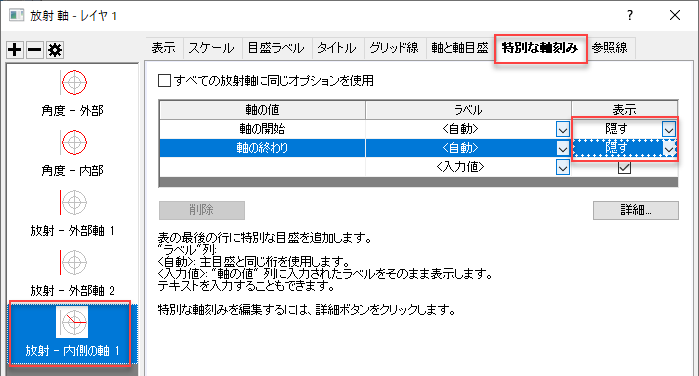 放射 軸 - レイヤ 1
表示 スケール 目盛ラベル タイトル グリッド線 軸と軸目盛 特別な軸刻み 参照線
角度 - 外部
角度 - 内部
放射 - 外部軸 1
放射 - 外部軸 2
放射 - 内側の軸 1
すべての放射軸に同じオプションを使用
軸の値 ラベル 表示
軸の開始 <自動> 隠す
軸の終わり <自動> 隠す
<入力値>
削除 詳細...
表の最後の行に特別な目盛を追加します。
"ラベル"列:
<自動>: 主目盛と同じ桁を使用します。
<入力値>: "軸の値" 列に入力されたラベルをそのまま表示します。
テキストを入力することもできます。
特別な軸刻みを編集するには、詳細ボタンをクリックします。